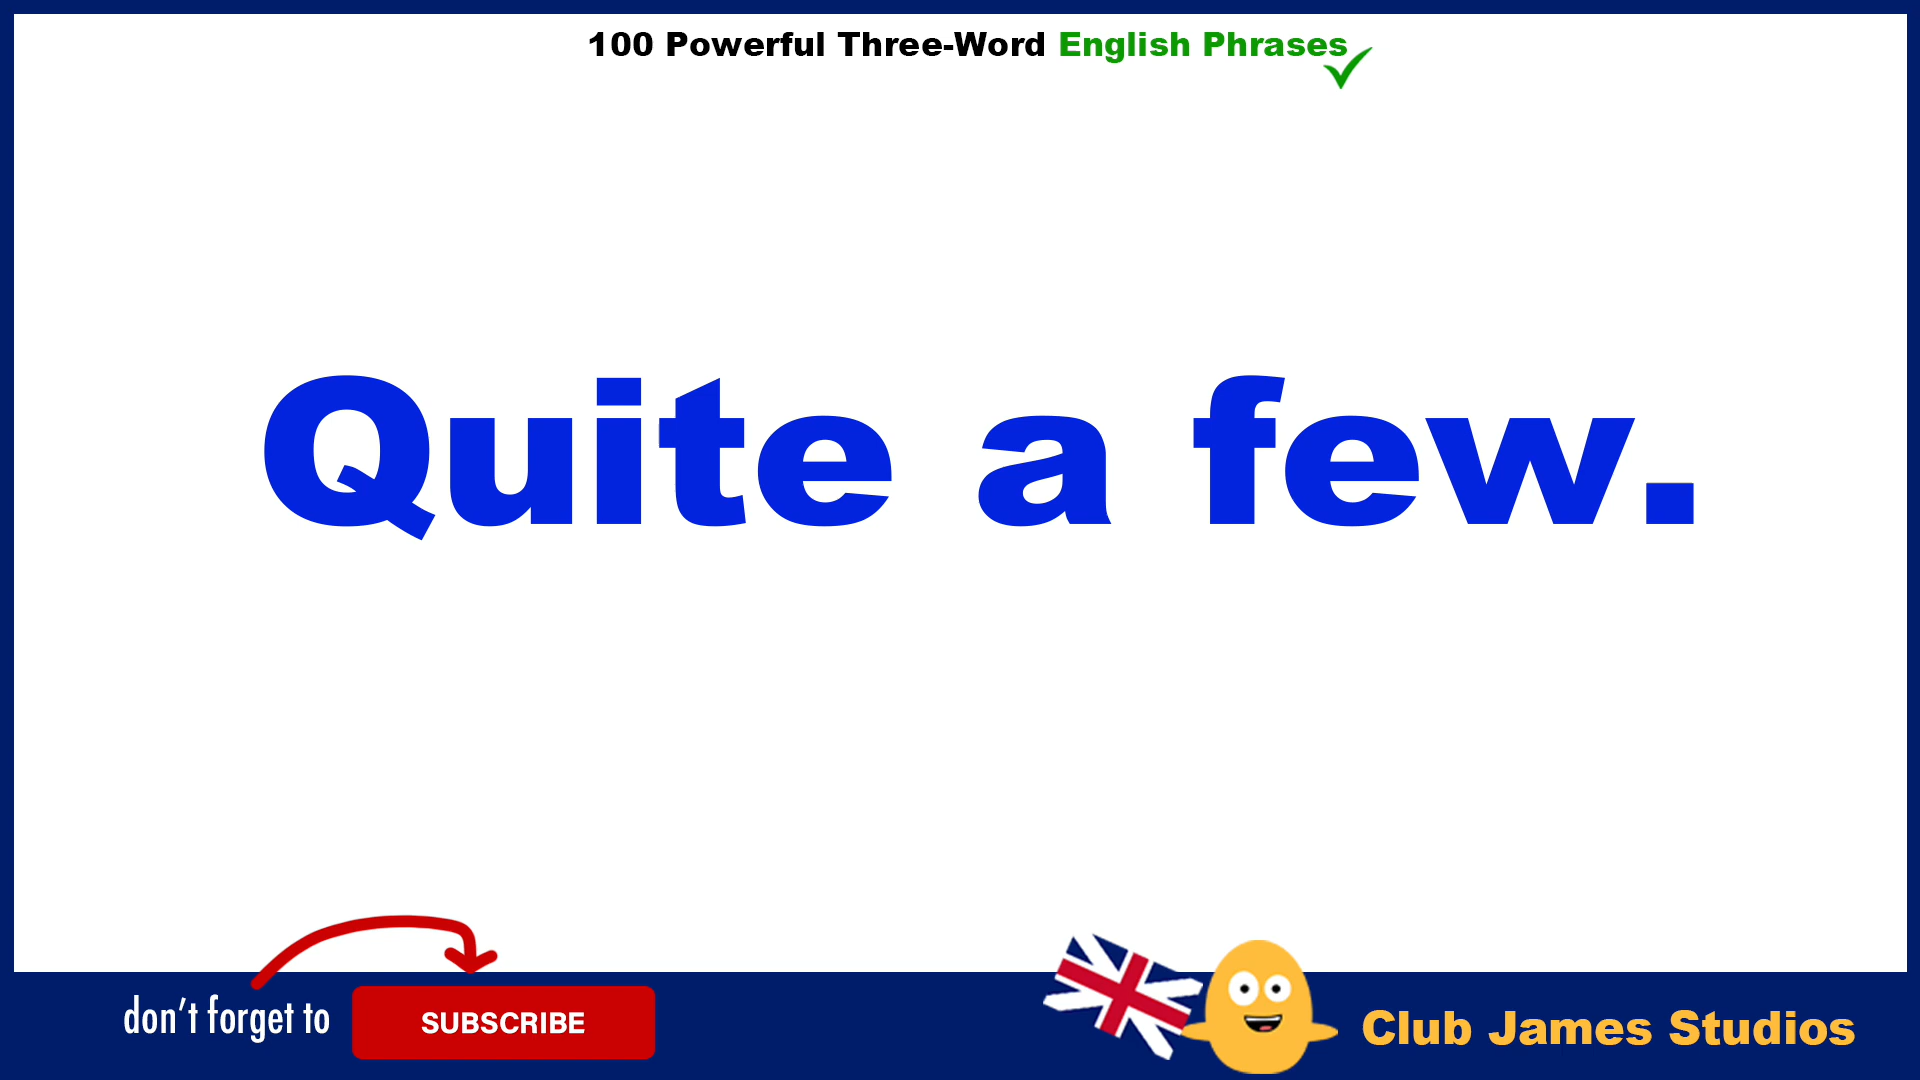 100 Powerful Three-Word English Phrases
Quite a few.
don't forget to
SUBSCRIBE
Club James Studios